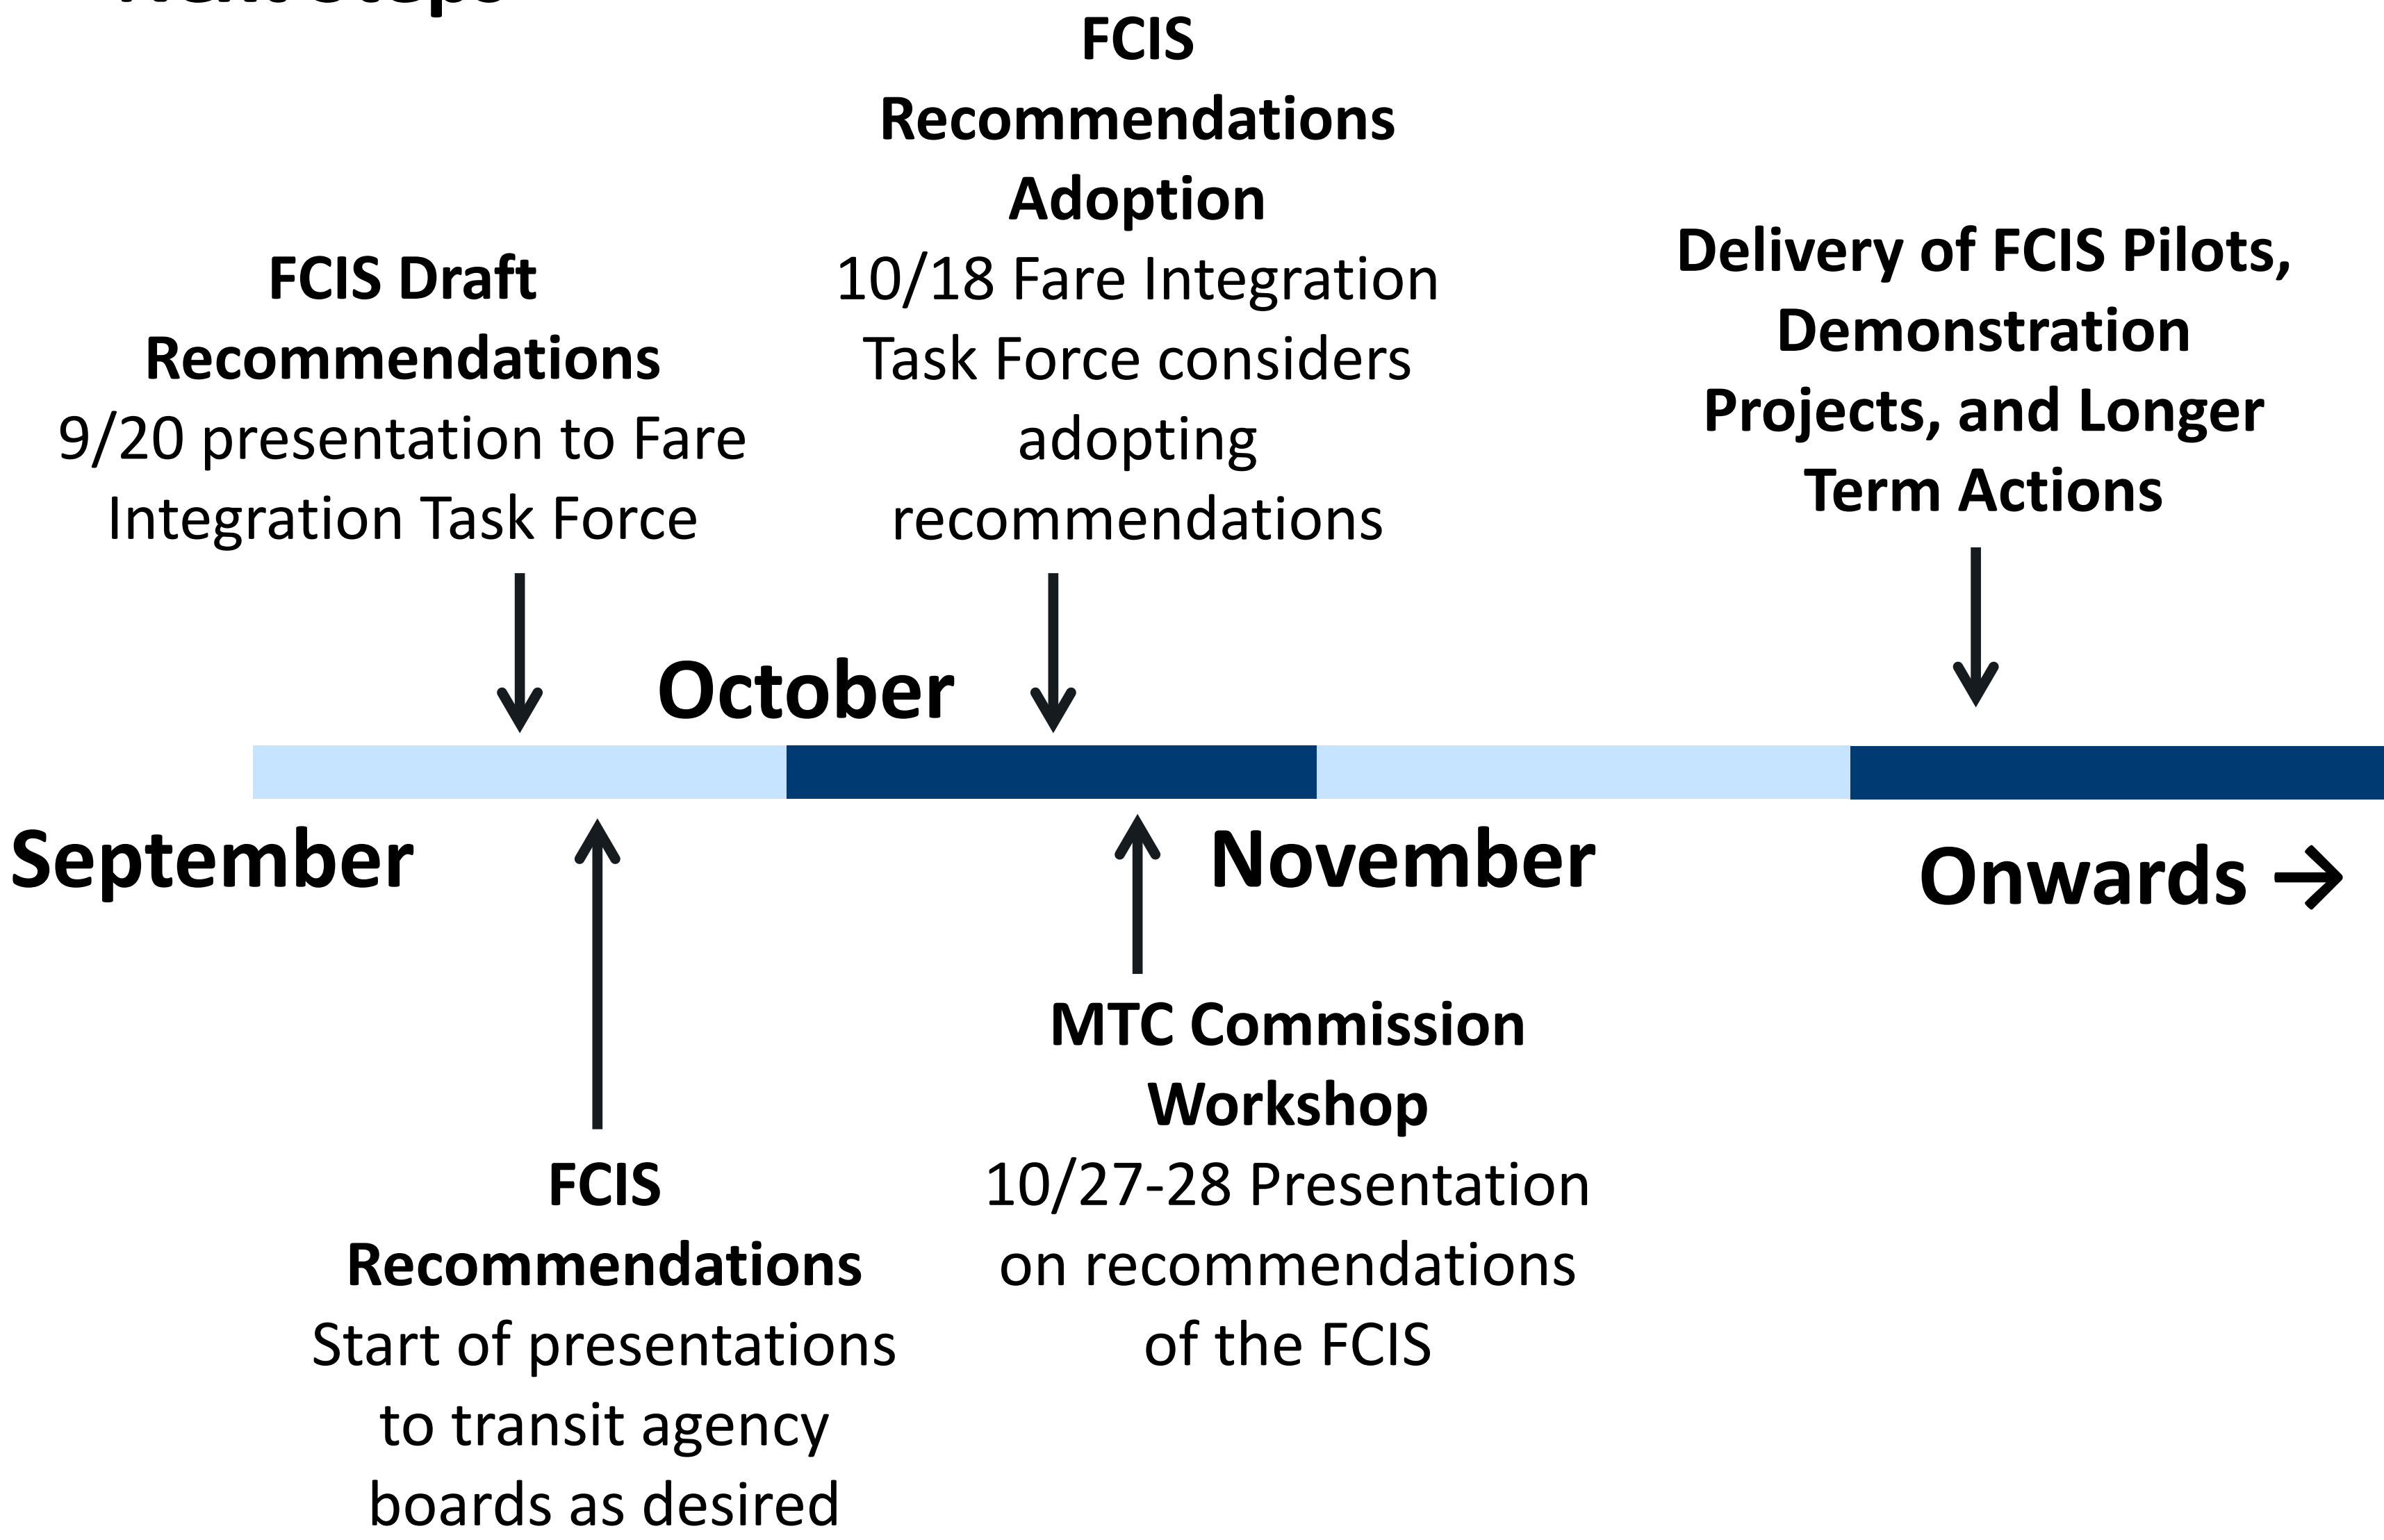 FCIS Draft
Recommendations
9/20 presentation to Fare
Integration Task Force
FCIS
Recommendations
Adoption
10/18 Fare Integration
Task Force considers
adopting
recommendations
Delivery of FCIS Pilots,
Demonstration
Projects, and Longer
Term Actions
October
September
November
Onwards →
FCIS
Recommendations
Start of presentations
to transit agency
boards as desired
MTC Commission
Workshop
10/27-28 Presentation
on recommendations
of the FCIS